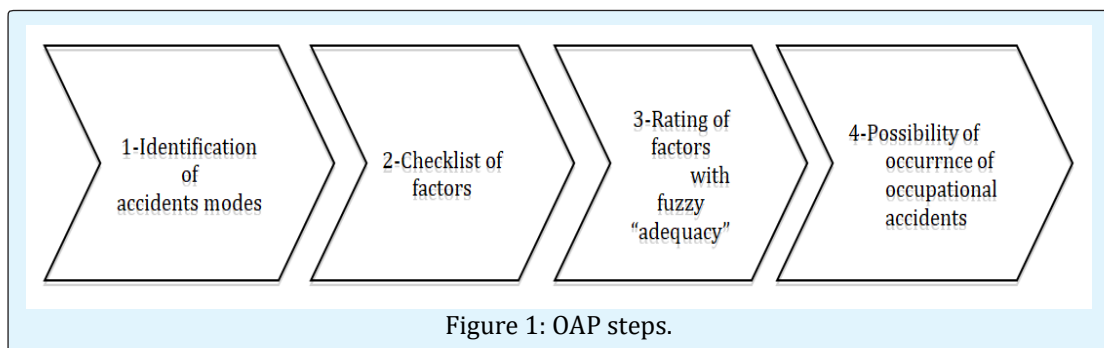 1-Identification
of
accidents modes
2-Checklist of
factors
3-Rating of
factors
with
fuzzy
“adequacy”
4-Possibility of
occurrnce of
occupational
accidents
Figure 1: OAP steps.